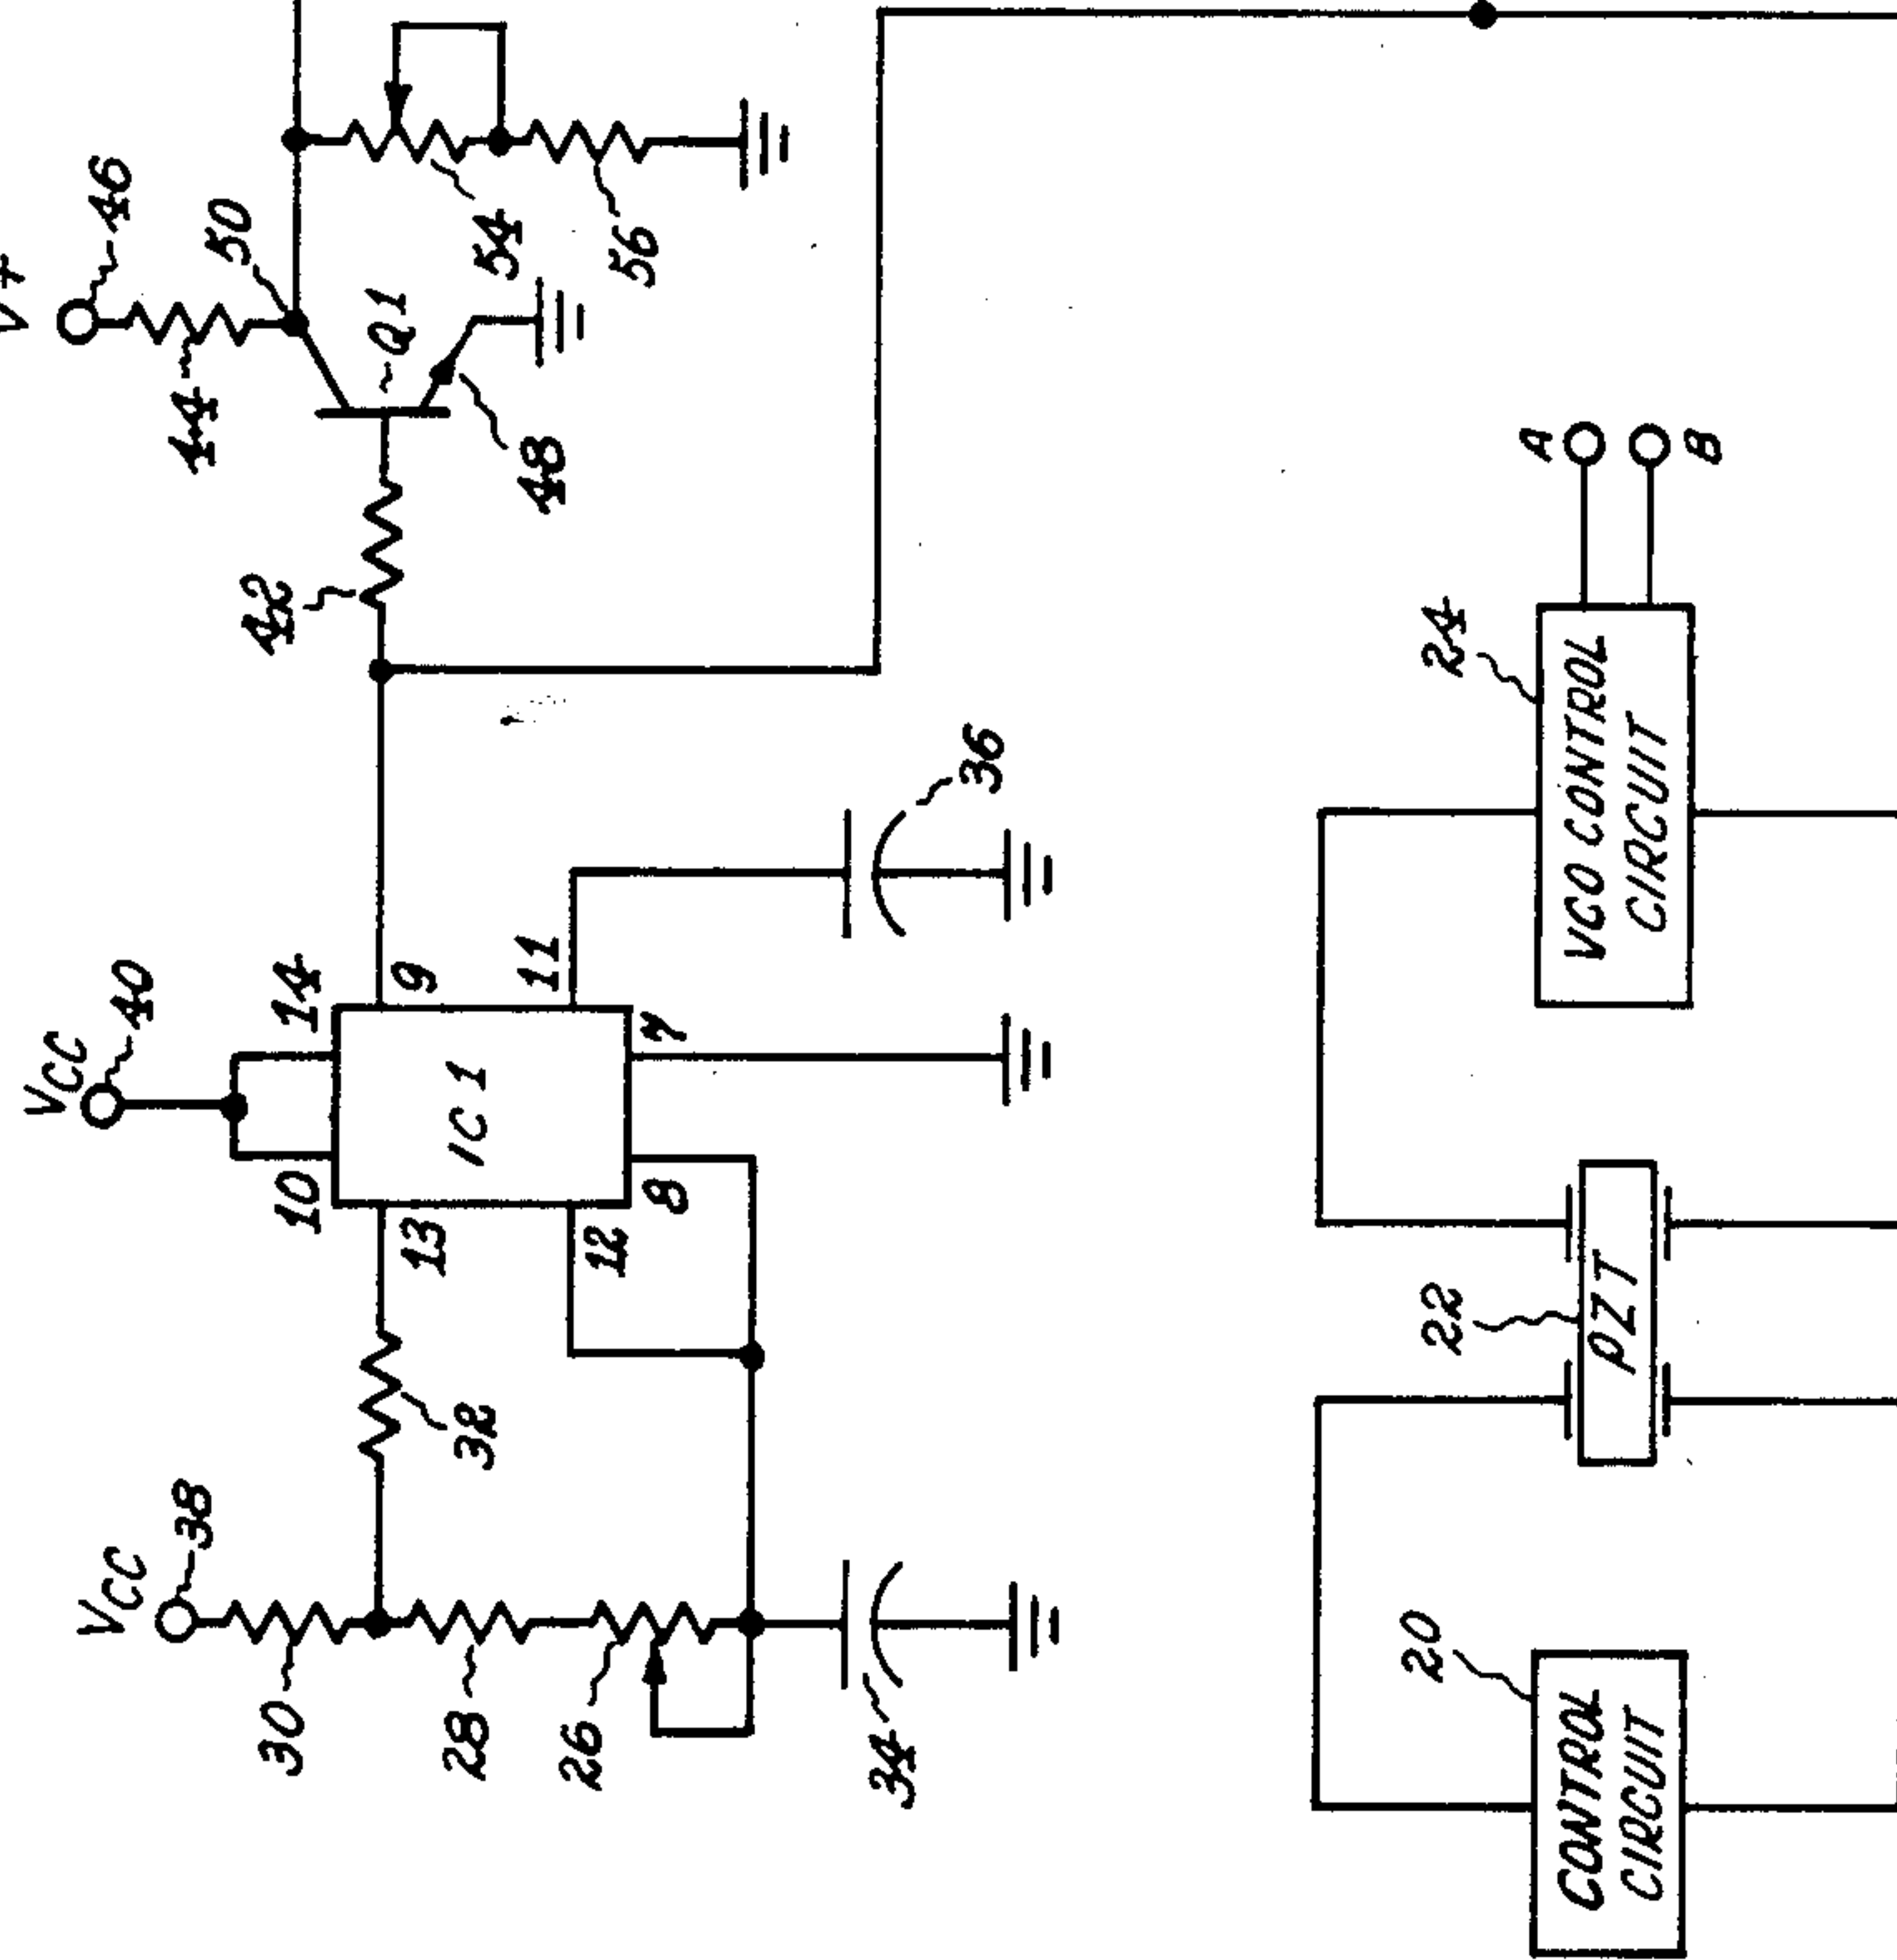 V+
46
50
44
Q1
54
56
48
42
VCC
40
14
9
11
36
10
IC 1
7
13
12
8
VCC
38
32
30
28
26
34
A
B
24
VCO CONTROL
CIRCUIT
22
PZT
20
CONTROL
CIRCUIT